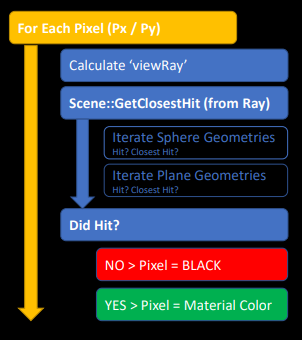 For Each Pixel (Px / Py)
Calculate ‘viewRay’
Scene::GetClosestHit (from Ray)
Iterate Sphere Geometries
Hit? Closest Hit?
Iterate Plane Geometries
Hit? Closest Hit?
Did Hit?
NO > Pixel = BLACK
YES > Pixel = Material Color